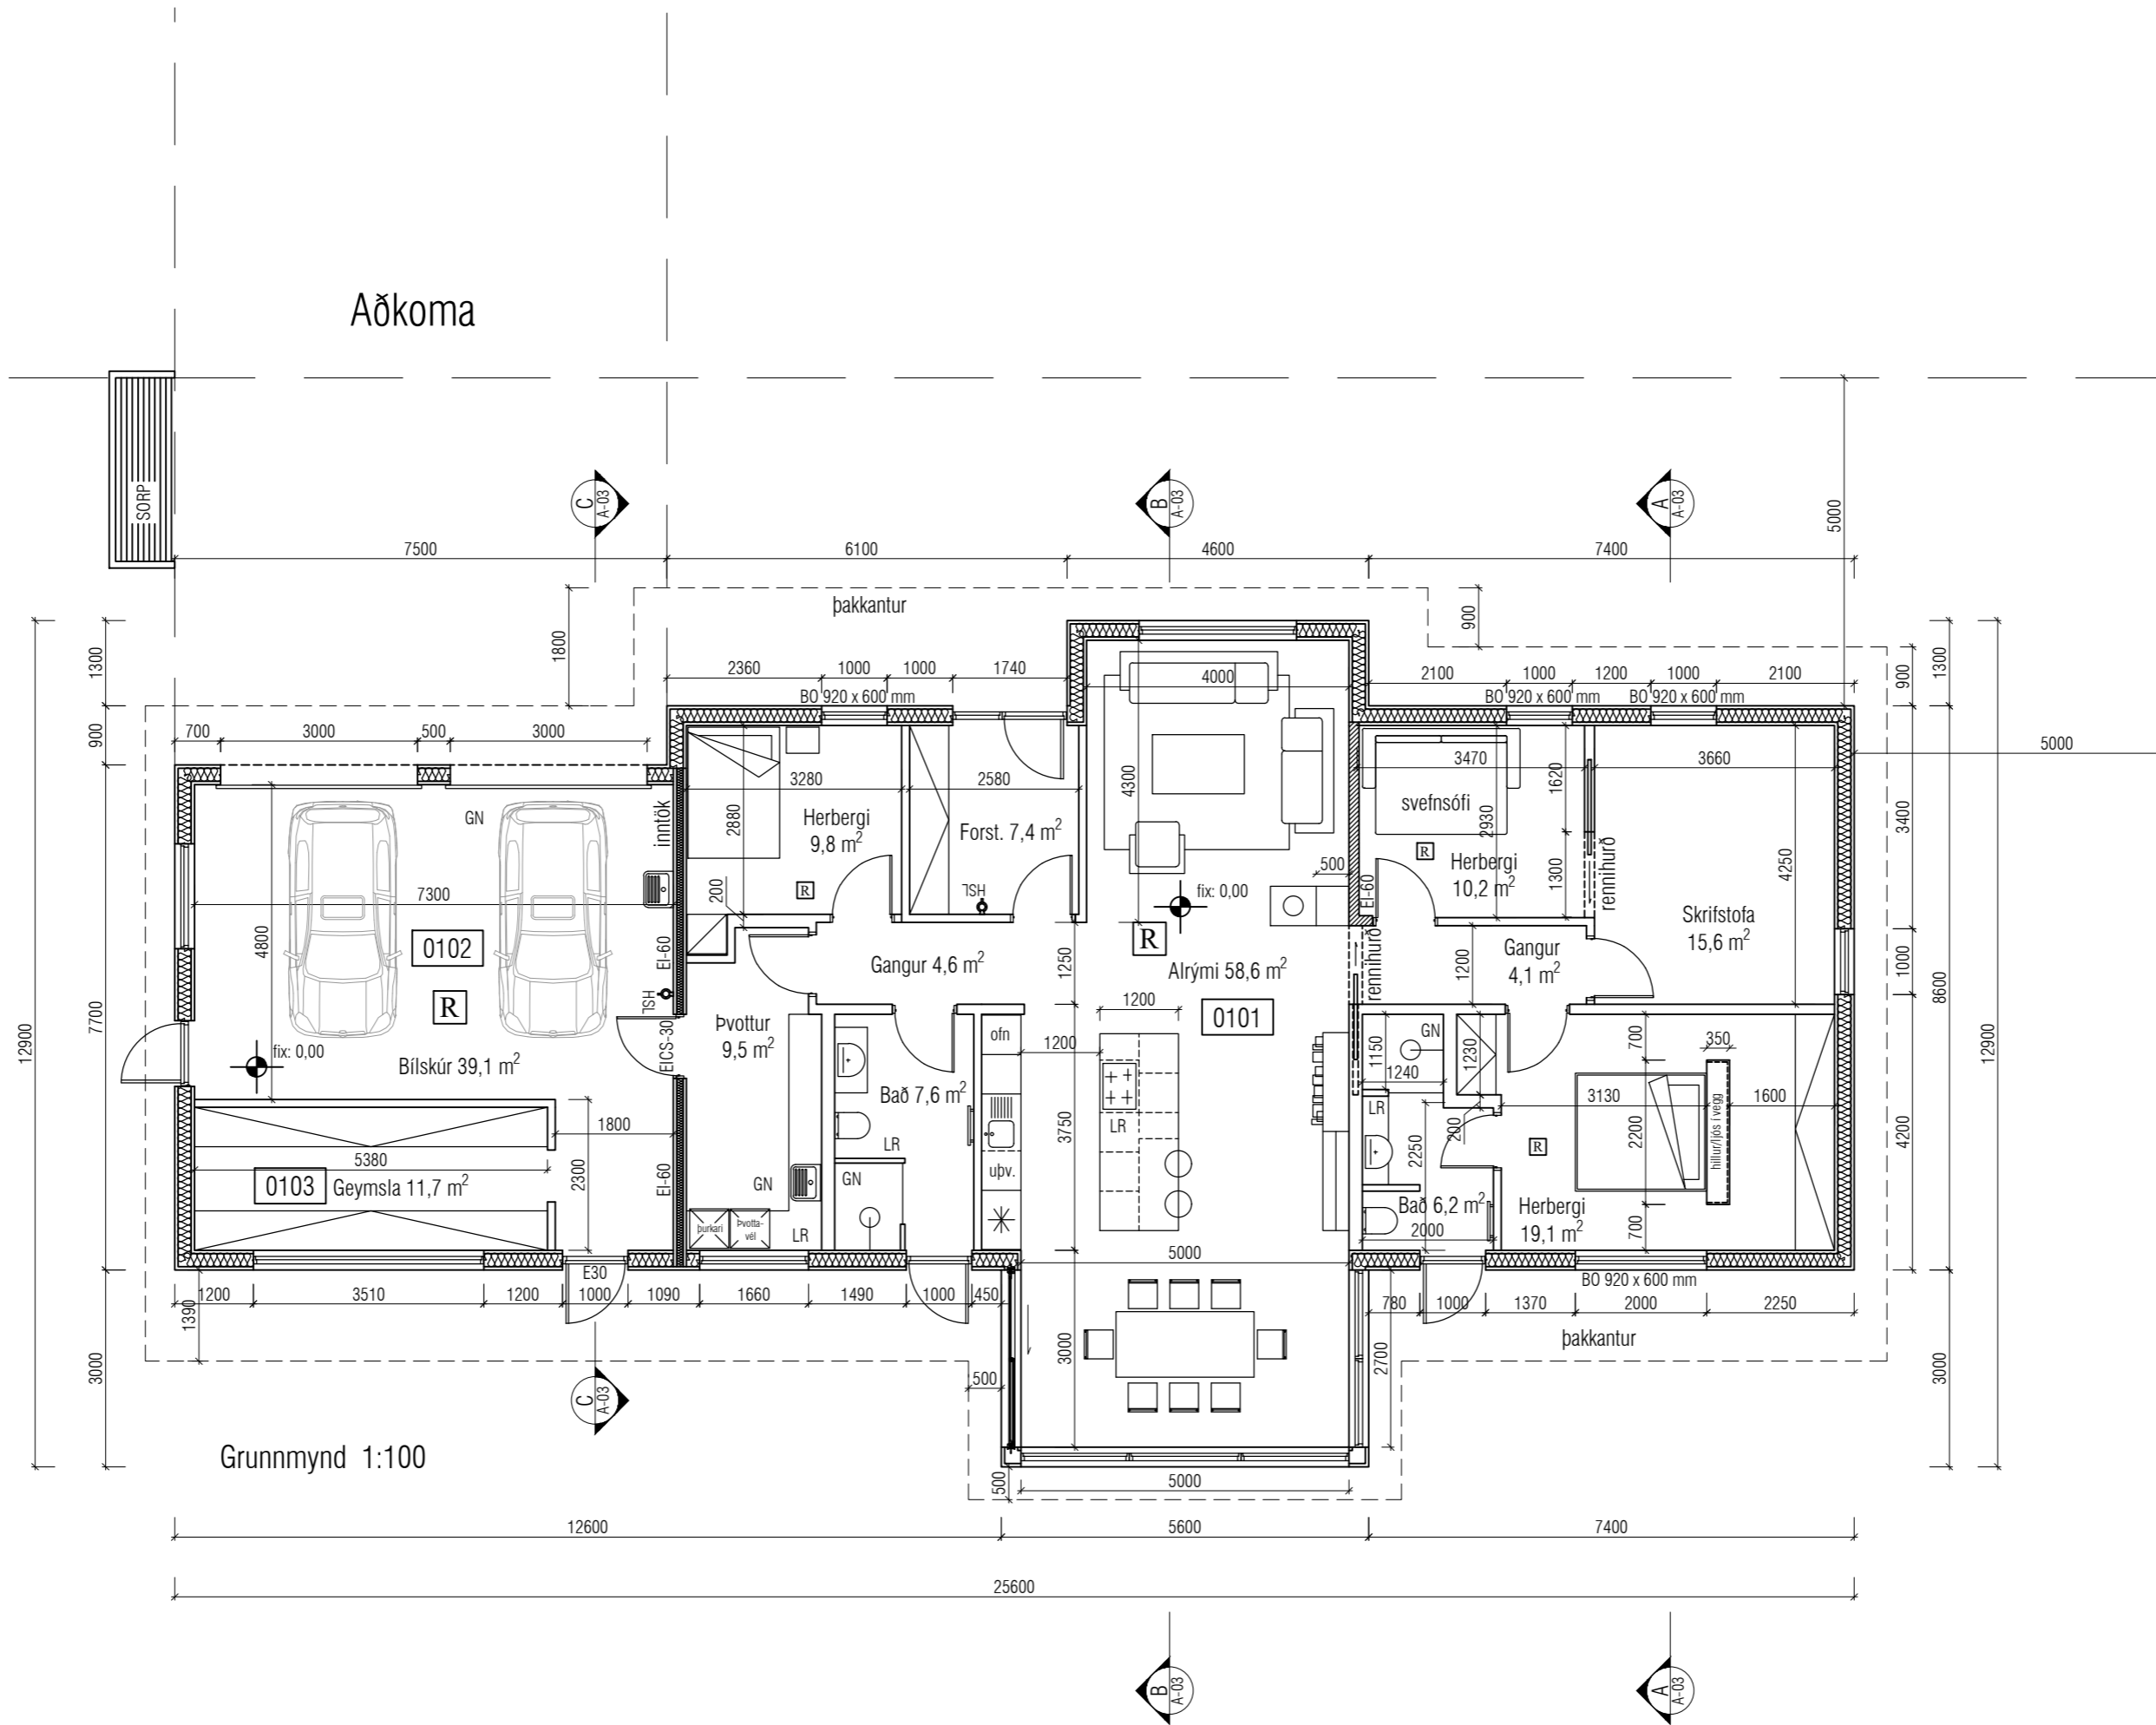 Aðkoma
SORP
C
A-03
B
A-03
A
A-03
5000
7500
6100
4600
7400
þakkantur
1800
900
1300
900
7700
3000
12900
2360
1000
1000
1740
BO 920 x 600 mm
4000
2100
1000
1200
1000
2100
BO 920 x 600 mm
BO 920 x 600 mm
900
1300
3400
1000
4200
8600
3000
12900
5000
700
3000
500
3000
GN
inntök
7300
4800
0102
R
HSL
EI-60
fix: 0,00
Bílskúr 39,1 m²
EICS-30
1800
5380
0103
Geymsla 11,7 m²
2300
EI-60
3280
2880
Herbergi
9,8 m²
R
200
2580
Forst. 7,4 m²
HSL
Gangur 4,6 m²
Þvottur
9,5 m²
GN
þurkari
Þvotta-
vél
LR
Bað 7,6 m²
LR
GN
ofn
uþv.
4300
500
fix: 0,00
R
Alrými 58,6 m²
0101
1250
1200
1200
LR
3750
5000
3000
3470
1620
svefnsófi
2930
R
Herbergi
10,2 m²
1300
EI-60
rennihurð
rennihurð
3660
4250
Skrifstofa
15,6 m²
Gangur
4,1 m²
1200
GN
1150
1240
1230
LR
200
2250
Bað 6,2 m²
2000
700
350
3130
1600
2200
hillur/ljós í vegg
R
Herbergi
19,1 m²
700
BO 920 x 600 mm
E30
1200
3510
1200
1000
1090
1660
1490
1000
450
1390
780
1000
1370
2000
2250
þakkantur
2700
500
500
5000
C
A-03
Grunnmynd 1:100
12600
5600
7400
25600
B
A-03
A
A-03